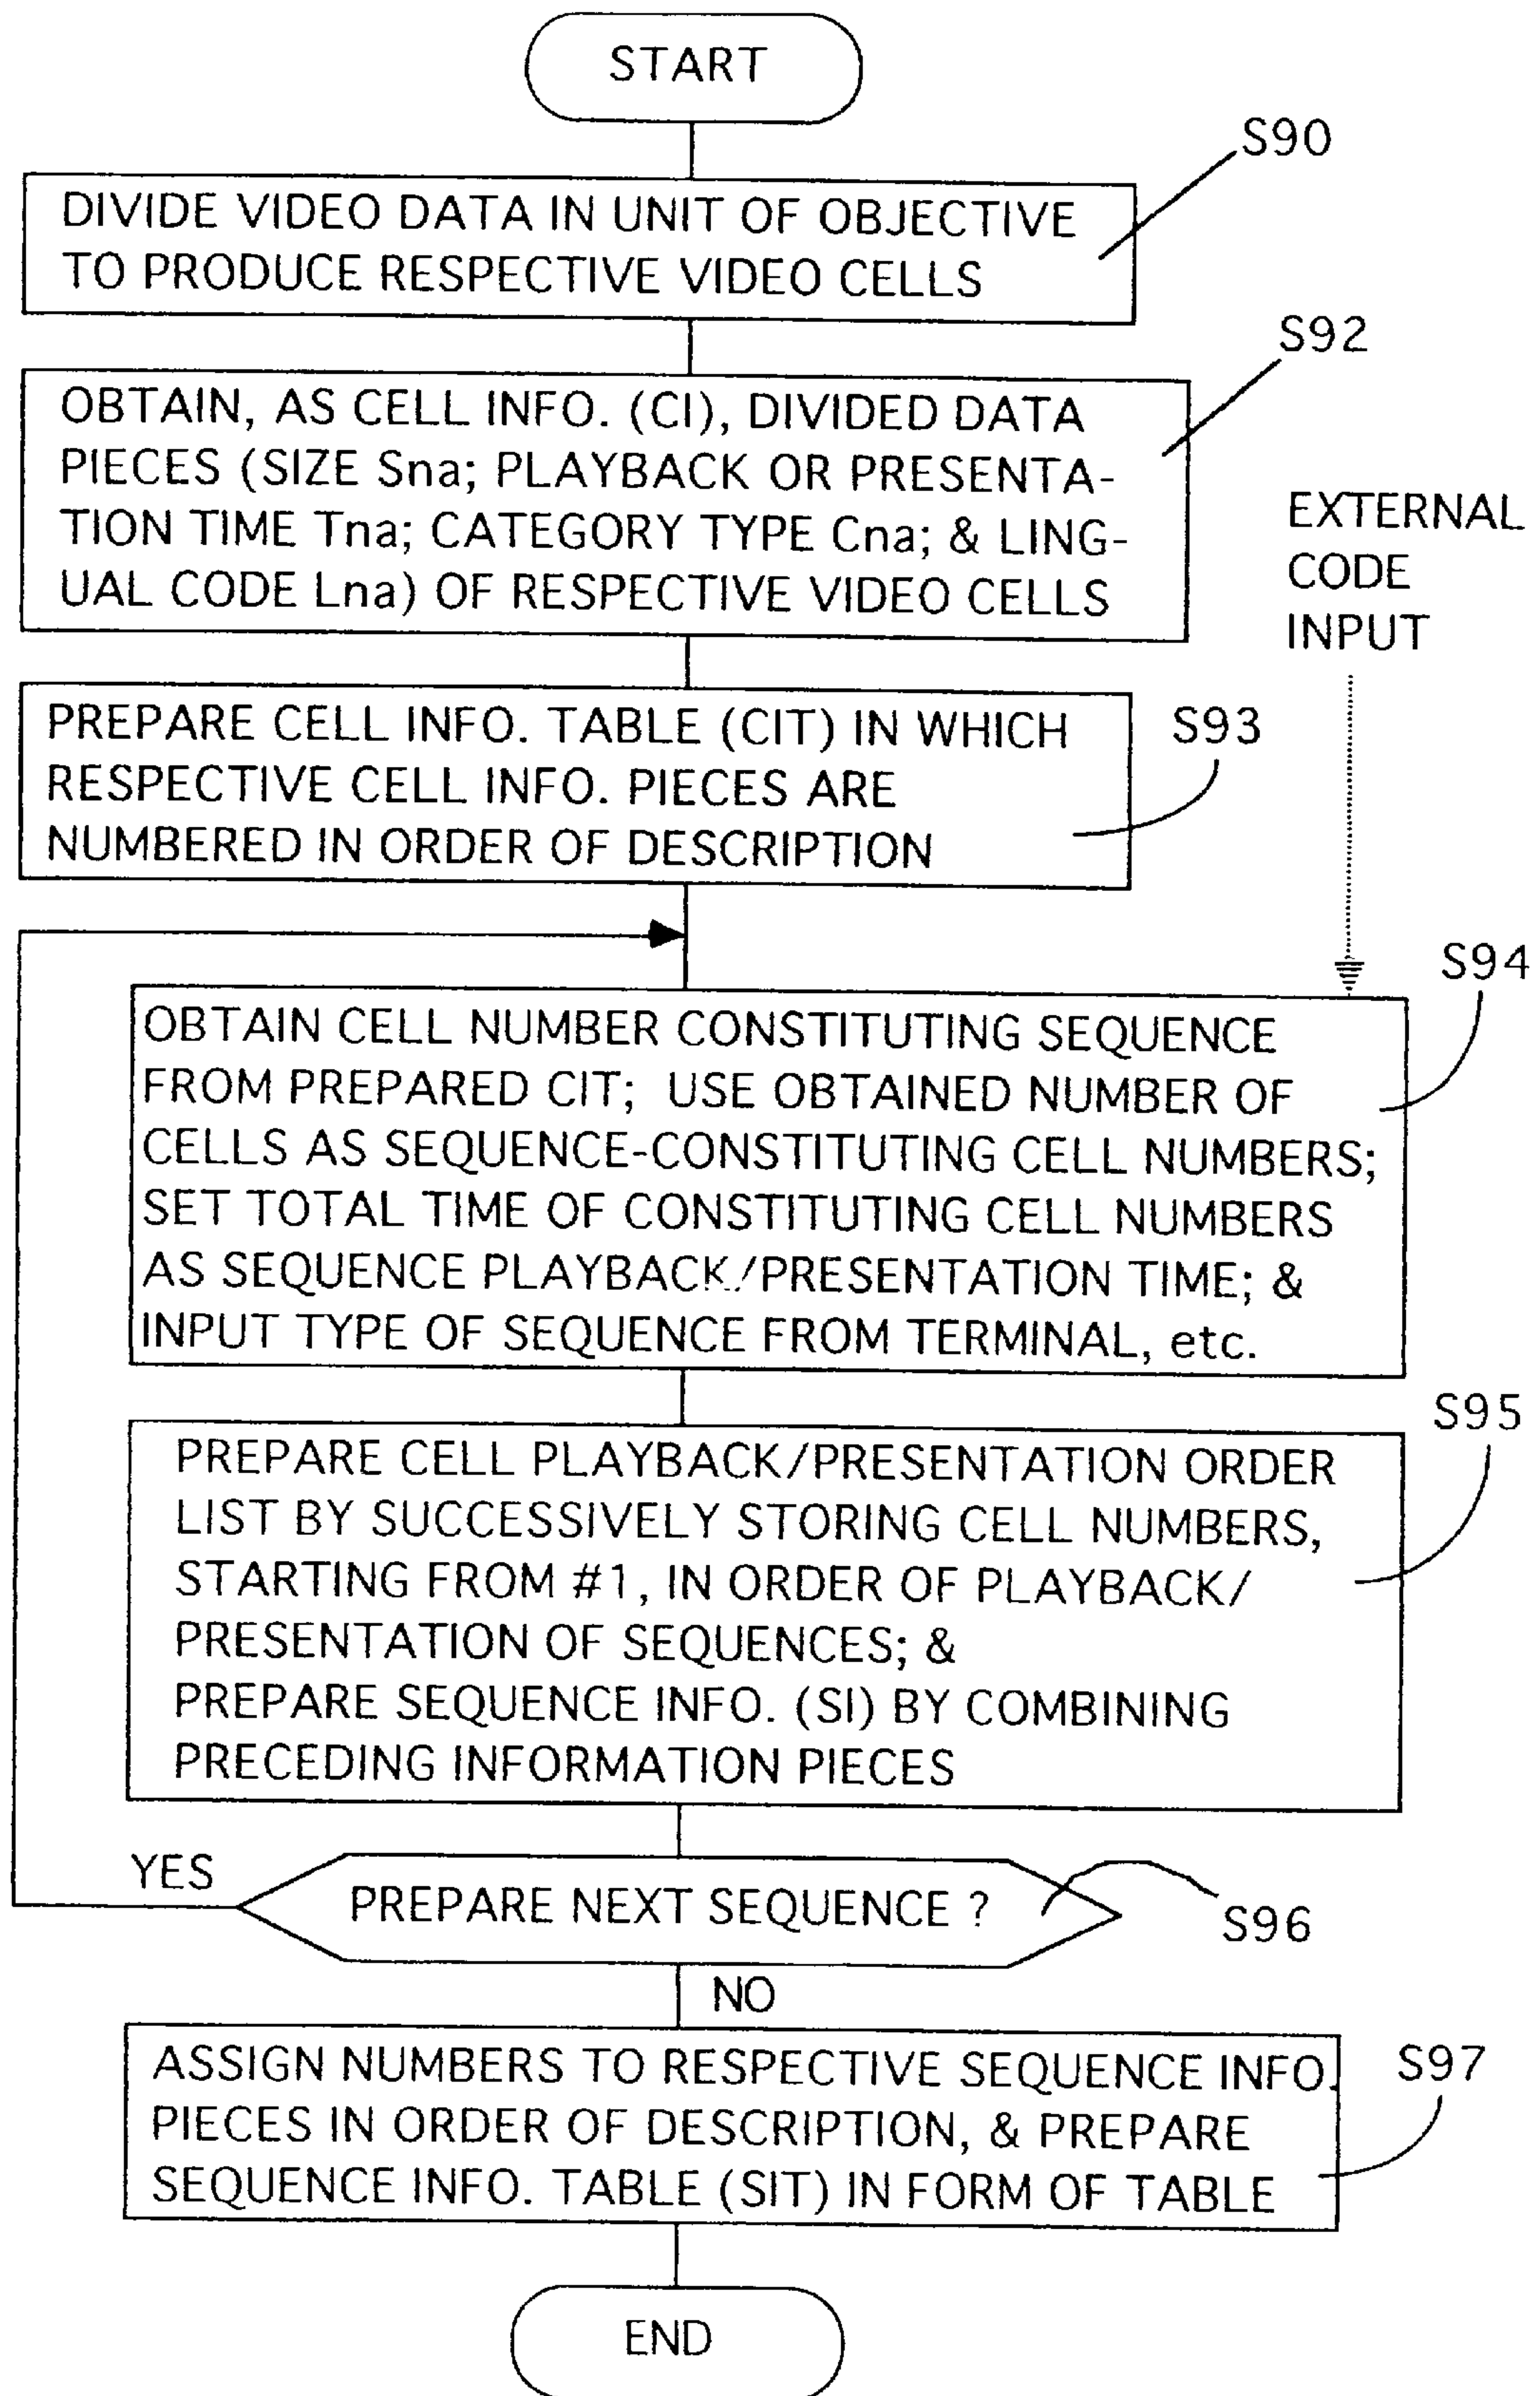 START
S90
DIVIDE VIDEO DATA IN UNIT OF OBJECTIVE
TO PRODUCE RESPECTIVE VIDEO CELLS
S92
OBTAIN, AS CELL INFO. (CI), DIVIDED DATA
PIECES (SIZE Sna; PLAYBACK OR PRESENTA-
TION TIME Tna; CATEGORY TYPE Cna; & LING-
UAL CODE Lna) OF RESPECTIVE VIDEO CELLS
EXTERNAL
CODE
INPUT
PREPARE CELL INFO. TABLE (CIT) IN WHICH
RESPECTIVE CELL INFO. PIECES ARE
NUMBERED IN ORDER OF DESCRIPTION
S93
S94
OBTAIN CELL NUMBER CONSTITUTING SEQUENCE
FROM PREPARED CIT; USE OBTAINED NUMBER OF
CELLS AS SEQUENCE-CONSTITUTING CELL NUMBERS;
SET TOTAL TIME OF CONSTITUTING CELL NUMBERS
AS SEQUENCE PLAYBACK/PRESENTATION TIME; &
INPUT TYPE OF SEQUENCE FROM TERMINAL, etc.
S95
PREPARE CELL PLAYBACK/PRESENTATION ORDER
LIST BY SUCCESSIVELY STORING CELL NUMBERS,
STARTING FROM #1, IN ORDER OF PLAYBACK/
PRESENTATION OF SEQUENCES; &
PREPARE SEQUENCE INFO. (SI) BY COMBINING
PRECEDING INFORMATION PIECES
YES
PREPARE NEXT SEQUENCE ?
S96
NO
ASSIGN NUMBERS TO RESPECTIVE SEQUENCE INFO.
PIECES IN ORDER OF DESCRIPTION, & PREPARE
SEQUENCE INFO. TABLE (SIT) IN FORM OF TABLE
S97
END